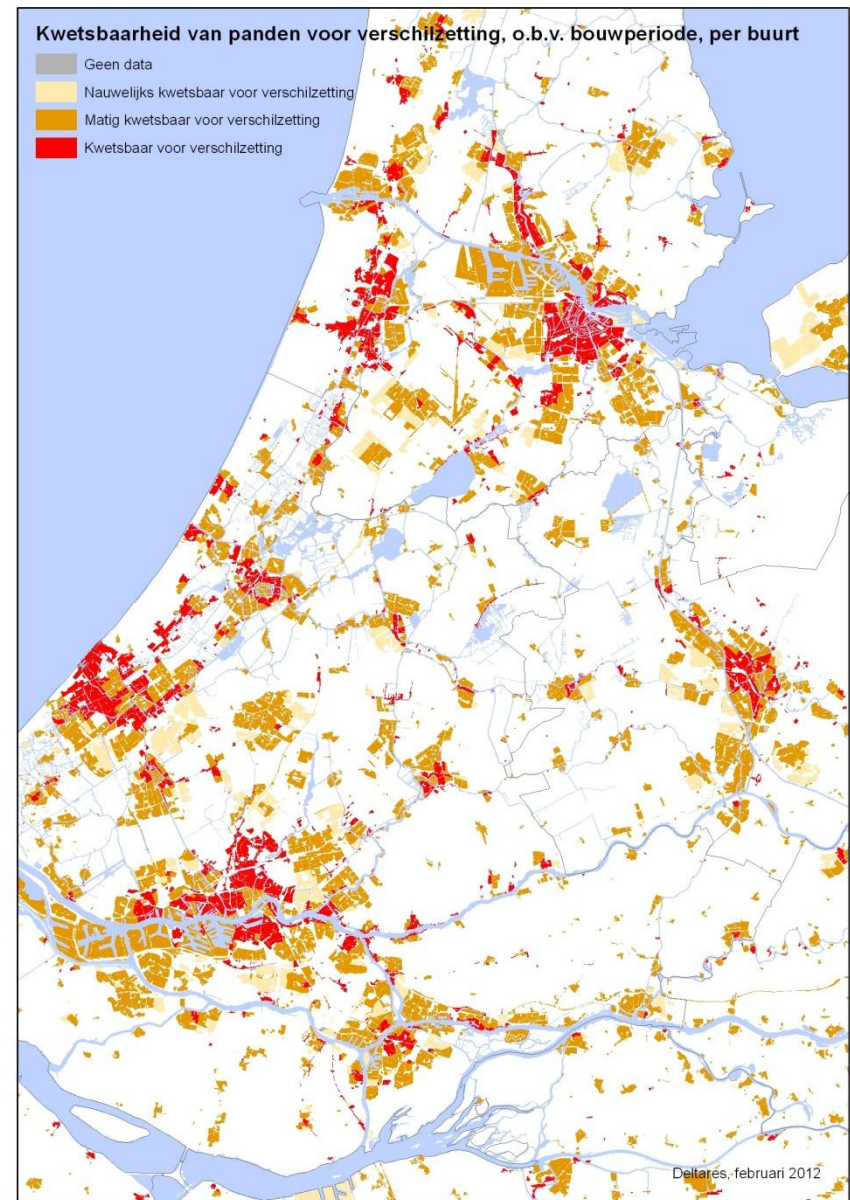 Kwetsbaarheid van panden voor verschilzetting, o.b.v. bouwperiode, per buurt
Geen data
Nauwelijks kwetsbaar voor verschilzetting
Matig kwetsbaar voor verschilzetting
Kwetsbaar voor verschilzetting
Deltares, februari 2012